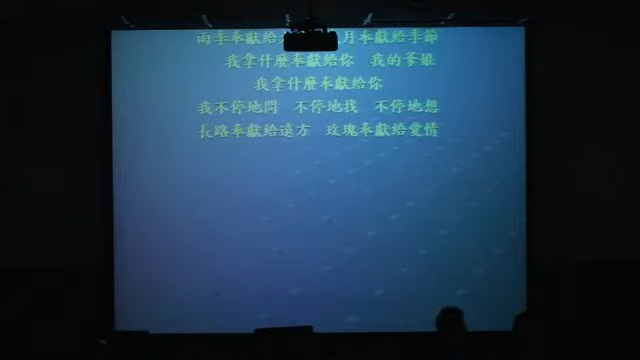 雨季奉獻給 月奉獻給季節
我拿什麼奉獻給你 我的爹娘
我拿什麼奉獻給你
我不停地問 不停地找 不停地想
長路奉獻給遠方 玫瑰奉獻給愛情